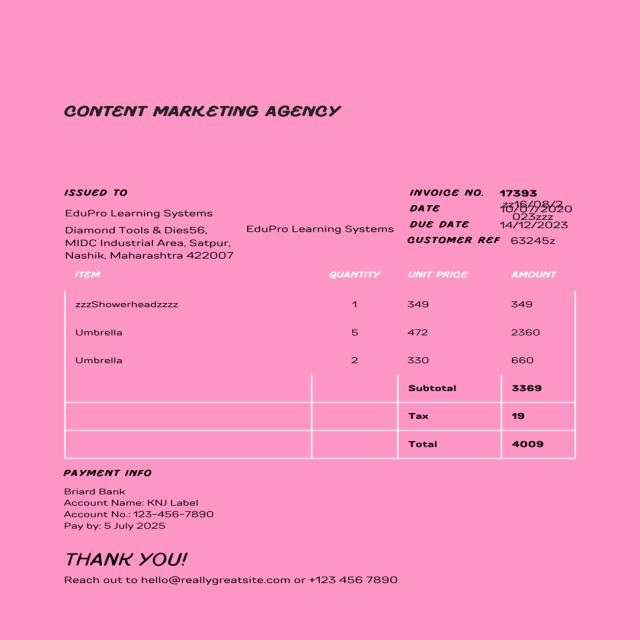 CONTENT MARKETING AGENCY
ISSUED TO
EduPro Learning Systems
Diamond Tools & Dies56,
MIDC Industrial Area, Satpur,
Nashik, Maharashtra 422007
EduPro Learning Systems
INVOICE NO. 17393
DATE 10/07/2020
zz16/08/2
023zzz
DUE DATE 14/12/2023
CUSTOMER REF 63245z
ITEM QUANTITY UNIT PRICE AMOUNT
zzzShowerheadzzzz 1 349 349
Umbrella 5 472 2360
Umbrella 2 330 660
Subtotal 3369
Tax 19
Total 4009
PAYMENT INFO
Briard Bank
Account Name: KNJ Label
Account No.: 123-456-7890
Pay by: 5 July 2025
THANK YOU!
Reach out to hello@reallygreatsite.com or +123 456 7890